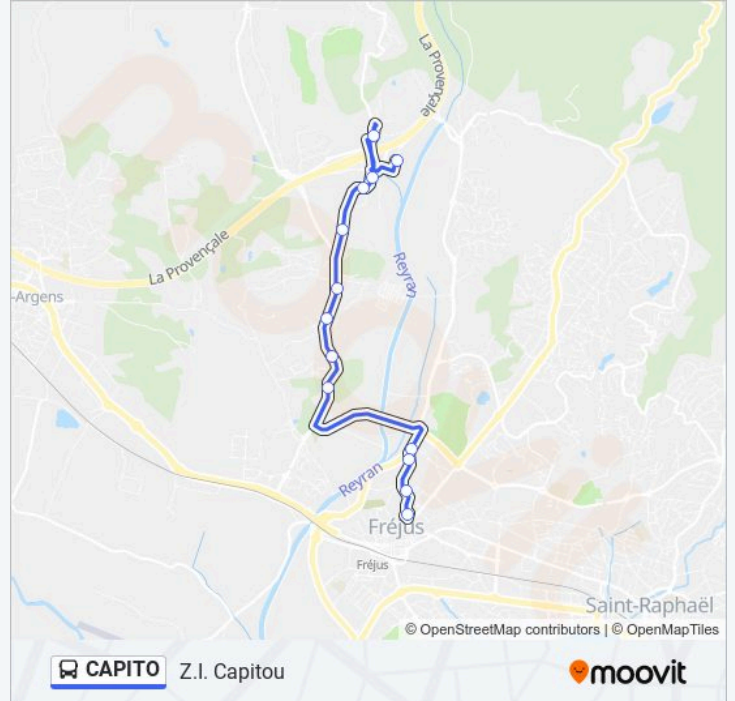 La Provençale
La Provençale
Reyran
-Argens
Reyran
Fréjus
Fréjus
Saint-Raphaël
© OpenStreetMap contributors | © OpenMapTiles
CAPITO Z.I. Capitou
moovit